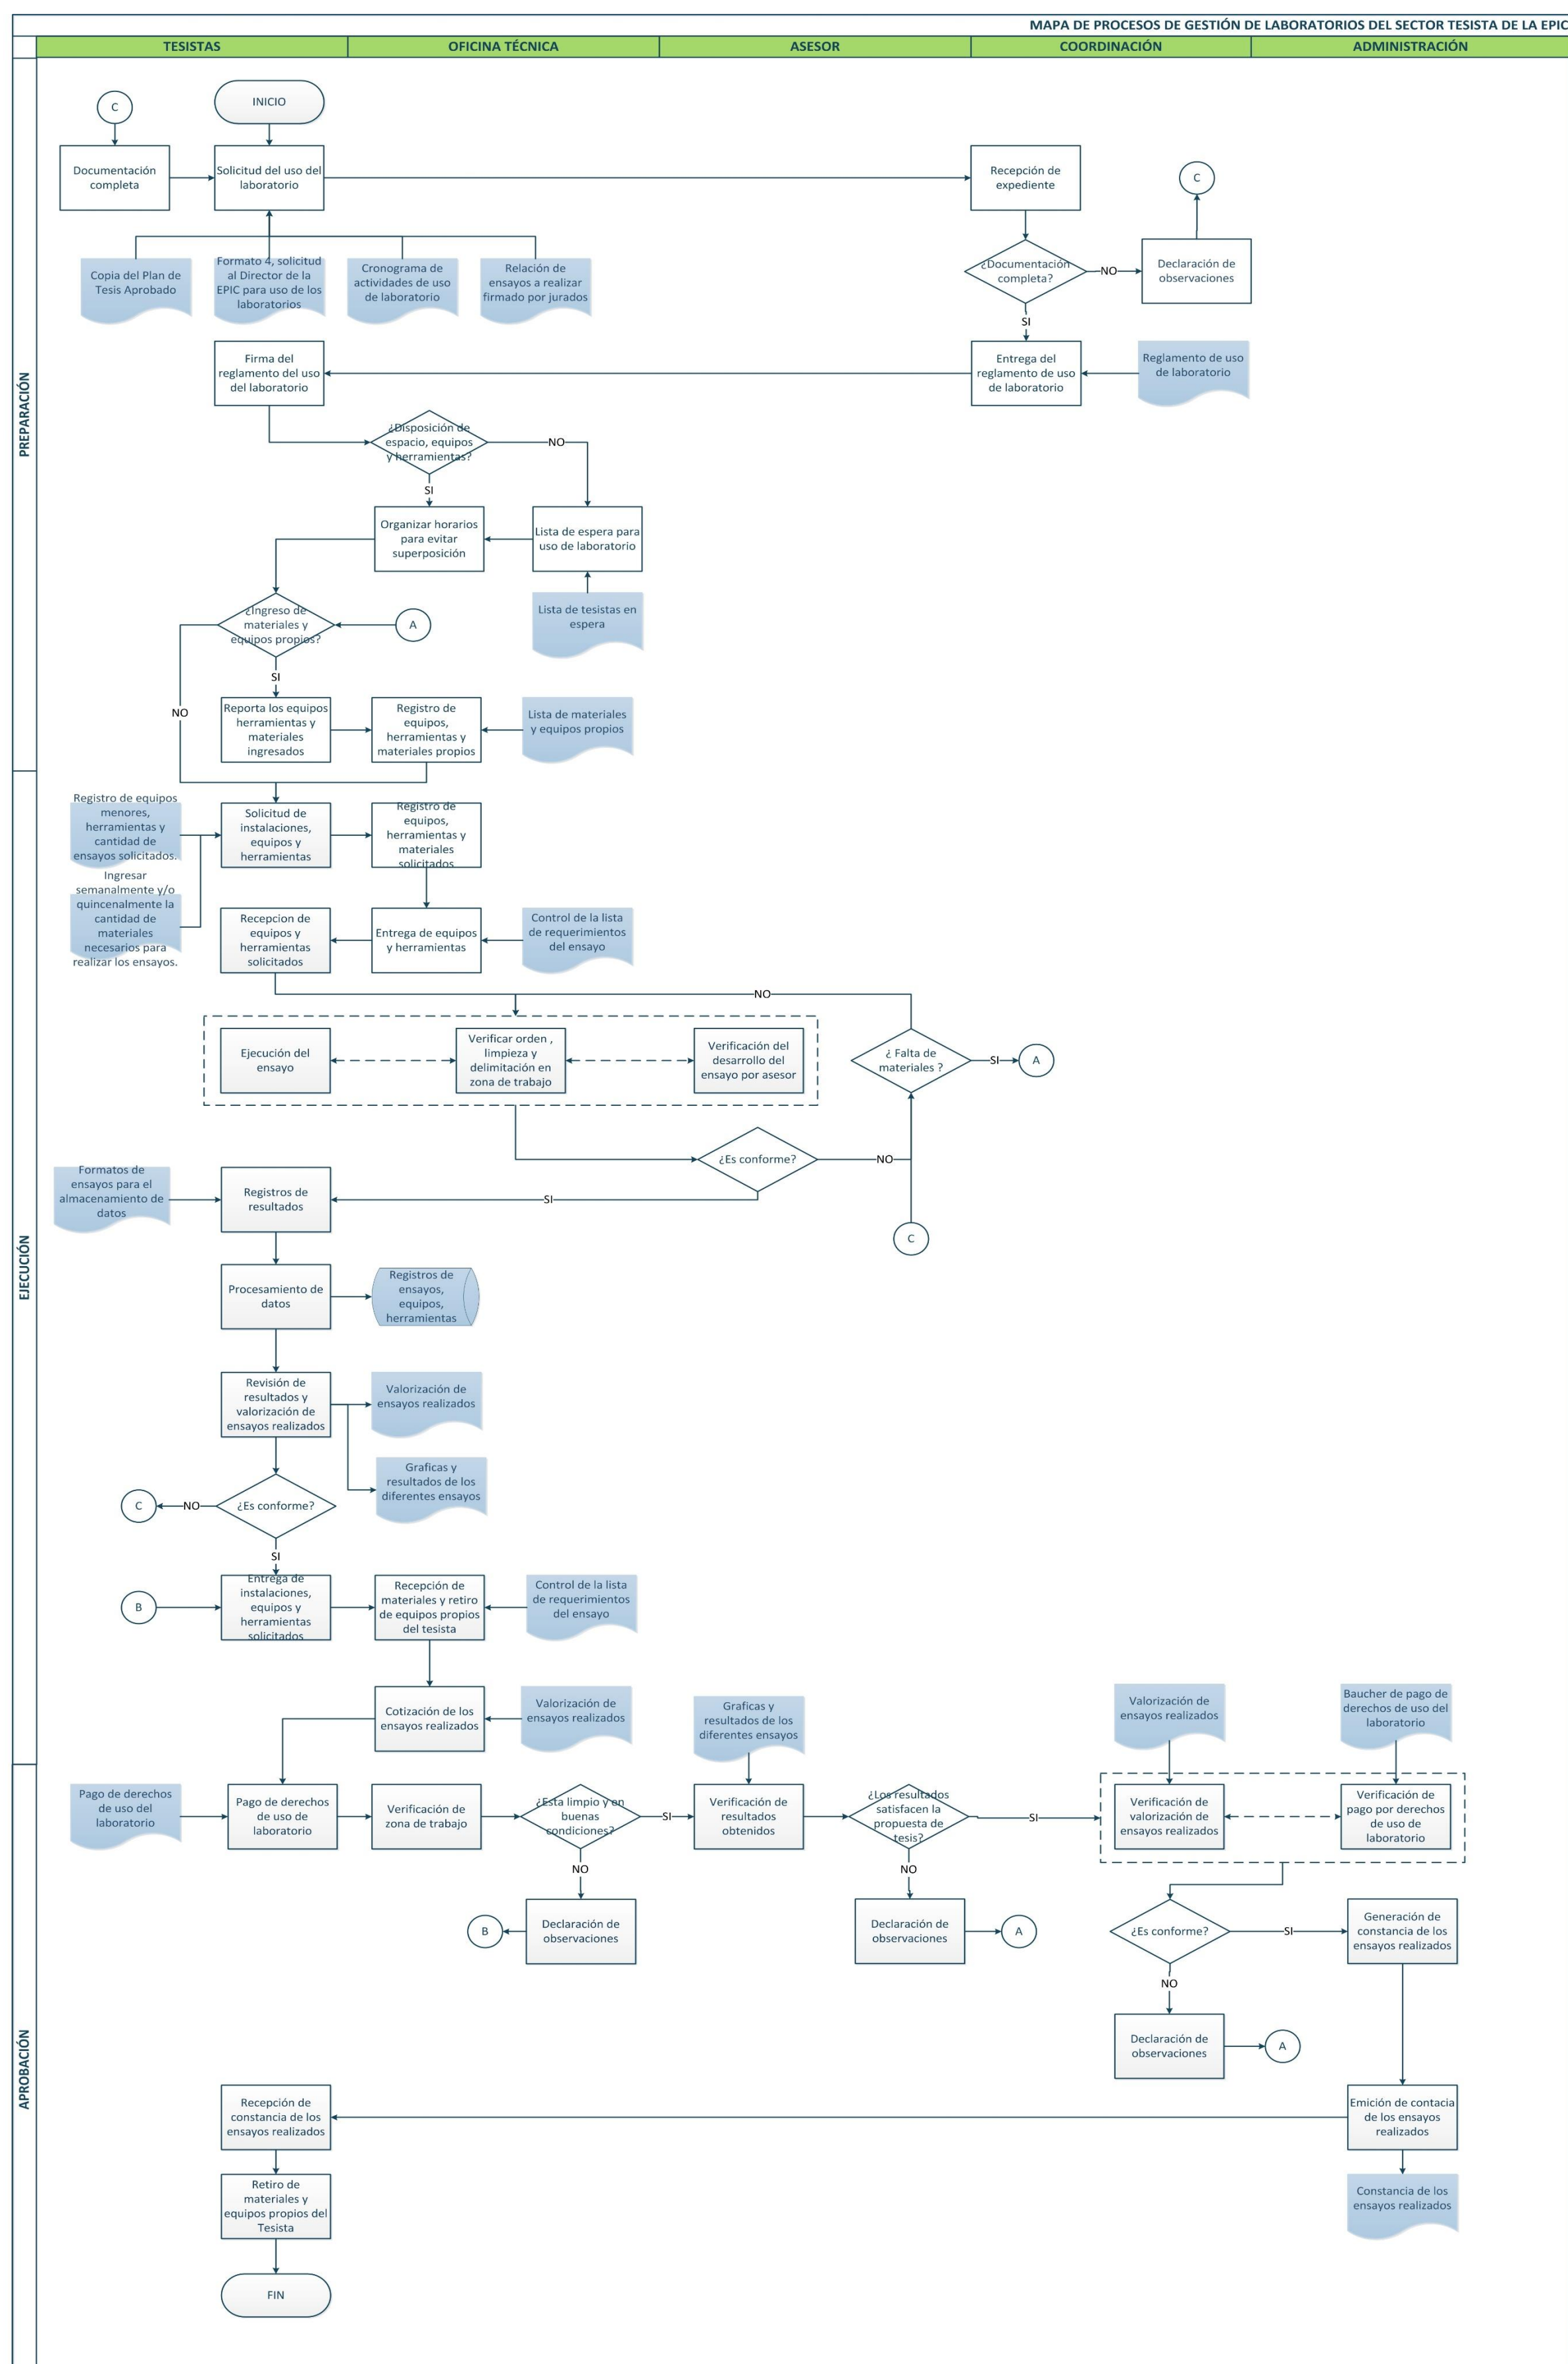 MAPA DE PROCESOS DE GESTIÓN DE LABORATORIOS DEL SECTOR TESISTA DE LA EPIC
TESISTAS
OFICINA TÉCNICA
ASESOR
COORDINACIÓN
ADMINISTRACIÓN
PREPARACIÓN
C
INICIO
Documentación
completa
Solicitud del uso del
laboratorio
Recepción de
expediente
C
Copia del Plan de
Tesis Aprobado
Formato 4, solicitud
al Director de la
EPIC para uso de los
laboratorios
Cronograma de
actividades de uso
de laboratorio
Relación de
ensayos a realizar
firmado por jurados
¿Documentación
completa?
NO
Declaración de
observaciones
SI
Firma del
reglamento del uso
del laboratorio
Entrega del
reglamento de uso
de laboratorio
Reglamento de uso
de laboratorio
¿Disposición de
espacio, equipos
y herramientas?
NO
SI
Organizar horarios
para evitar
superposición
Lista de espera para
uso de laboratorio
Lista de tesistas en
espera
¿Ingreso de
materiales y
equipos propios?
A
SI
NO
Reporta los equipos
herramientas y
materiales
ingresados
Registro de
equipos,
herramientas y
materiales propios
Lista de materiales
y equipos propios
EJECUCIÓN
Registro de equipos
menores,
herramientas y
cantidad de
ensayos solicitados.
Solicitud de
instalaciones,
equipos y
herramientas
Registro de
equipos,
herramientas y
materiales
solicitados
Ingresar
semanalmente y/o
quincenalmente la
cantidad de
materiales
necesarios para
realizar los ensayos.
Recepcion de
equipos y
herramientas
solicitados
Entrega de equipos
y herramientas
Control de la lista
de requerimientos
del ensayo
NO
Ejecución del
ensayo
Verificar orden ,
limpieza y
delimitación en
zona de trabajo
Verificación del
desarrollo del
ensayo por asesor
¿ Falta de
materiales ?
SI
A
¿Es conforme?
NO
Formatos de
ensayos para el
almacenamiento de
datos
Registros de
resultados
SI
C
Procesamiento de
datos
Registros de
ensayos,
equipos,
herramientas
Revisión de
resultados y
valorización de
ensayos realizados
Valorización de
ensayos realizados
Graficas y
resultados de los
diferentes ensayos
C
NO
¿Es conforme?
SI
B
Entrega de
instalaciones,
equipos y
herramientas
solicitados
Recepción de
materiales y retiro
de equipos propios
del tesista
Control de la lista
de requerimientos
del ensayo
Cotización de los
ensayos realizados
Valorización de
ensayos realizados
Graficas y
resultados de los
diferentes ensayos
Valorización de
ensayos realizados
Baucher de pago de
derechos de uso del
laboratorio
APROBACIÓN
Pago de derechos
de uso del
laboratorio
Pago de derechos
de uso de
laboratorio
Verificación de
zona de trabajo
¿Esta limpio y en
buenas
condiciones?
SI
Verificación de
resultados
obtenidos
¿Los resultados
satisfacen la
propuesta de
tesis?
SI
Verificación de
valorización de
ensayos realizados
Verificación de
pago por derechos
de uso de
laboratorio
NO
NO
B
Declaración de
observaciones
Declaración de
observaciones
A
¿Es conforme?
SI
Generación de
constancia de los
ensayos realizados
NO
Declaración de
observaciones
A
Recepción de
constancia de los
ensayos realizados
Emición de contacia
de los ensayos
realizados
Retiro de
materiales y
equipos propios del
Tesista
Constancia de los
ensayos realizados
FIN